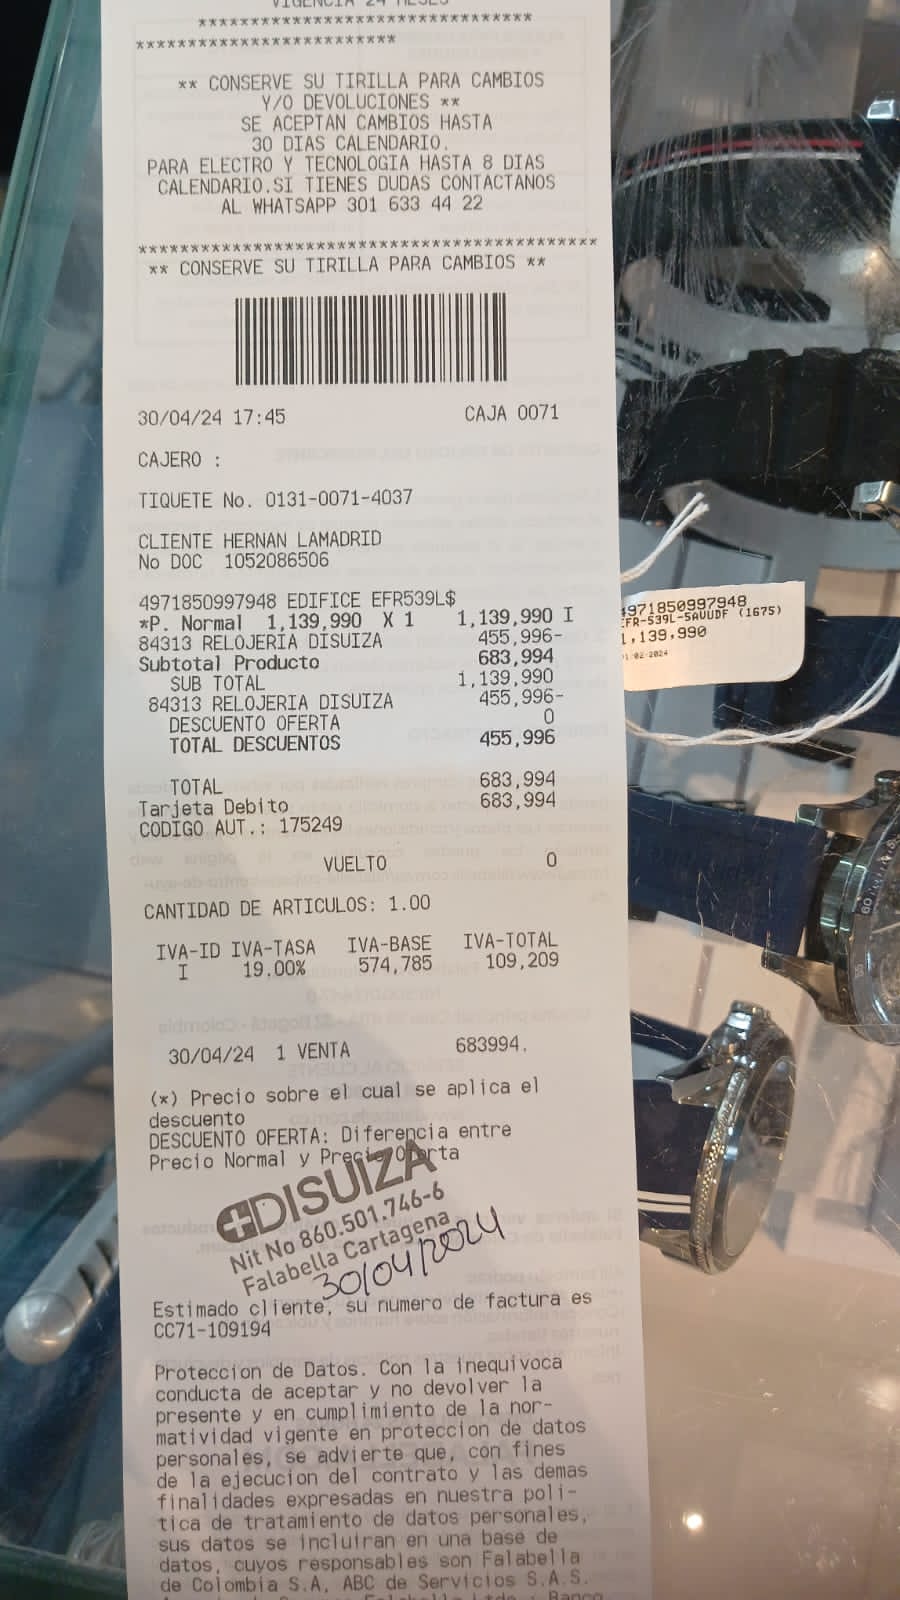 VIGENCIA 24 MESES
*********************************
**************************
** CONSERVE SU TIRILLA PARA CAMBIOS
Y/O DEVOLUCIONES **
SE ACEPTAN CAMBIOS HASTA
30 DIAS CALENDARIO.
PARA ELECTRO Y TECNOLOGIA HASTA 8 DIAS
CALENDARIO.SI TIENES DUDAS CONTACTANOS
AL WHATSAPP 301 633 44 22
*********************************************
** CONSERVE SU TIRILLA PARA CAMBIOS **
30/04/24 17:45 CAJA 0071
CAJERO :
TIQUETE No. 0131-0071-4037
CLIENTE HERNAN LAMADRID
No DOC 1052086506
4971850997948 EDIFICE EFR539L$
*P. Normal 1,139,990 X 1 1,139,990 I
84313 RELOJERIA DISUIZA 455,996-
Subtotal Producto 683,994
SUB TOTAL 1,139,990
84313 RELOJERIA DISUIZA 455,996-
DESCUENTO OFERTA 0
TOTAL DESCUENTOS 455,996
TOTAL 683,994
Tarjeta Debito 683,994
CODIGO AUT.: 175249
VUELTO 0
CANTIDAD DE ARTICULOS: 1.00
IVA-ID IVA-TASA IVA-BASE IVA-TOTAL
I 19.00% 574,785 109,209
30/04/24 1 VENTA 683994.
(*) Precio sobre el cual se aplica el
descuento
DESCUENTO OFERTA: Diferencia entre
Precio Normal y Precio Oferta
DISUIZA
Nit No 860.501.746-6
Falabella Cartagena
30/04/2024
Estimado cliente, su numero de factura es
CC71-109194
Proteccion de Datos. Con la inequivoca
conducta de aceptar y no devolver la
presente y en cumplimiento de la nor-
matividad vigente en proteccion de datos
personales, se advierte que, con fines
de la ejecucion del contrato y las demas
finalidades expresadas en nuestra poli-
tica de tratamiento de datos personales,
sus datos se incluiran en una base de
datos, cuyos responsables son Falabella
de Colombia S.A, ABC de Servicios S.A.S.
4971850997948
EFR-539L-5AVUDF (1675)
1,139,990
02-2024
60
55